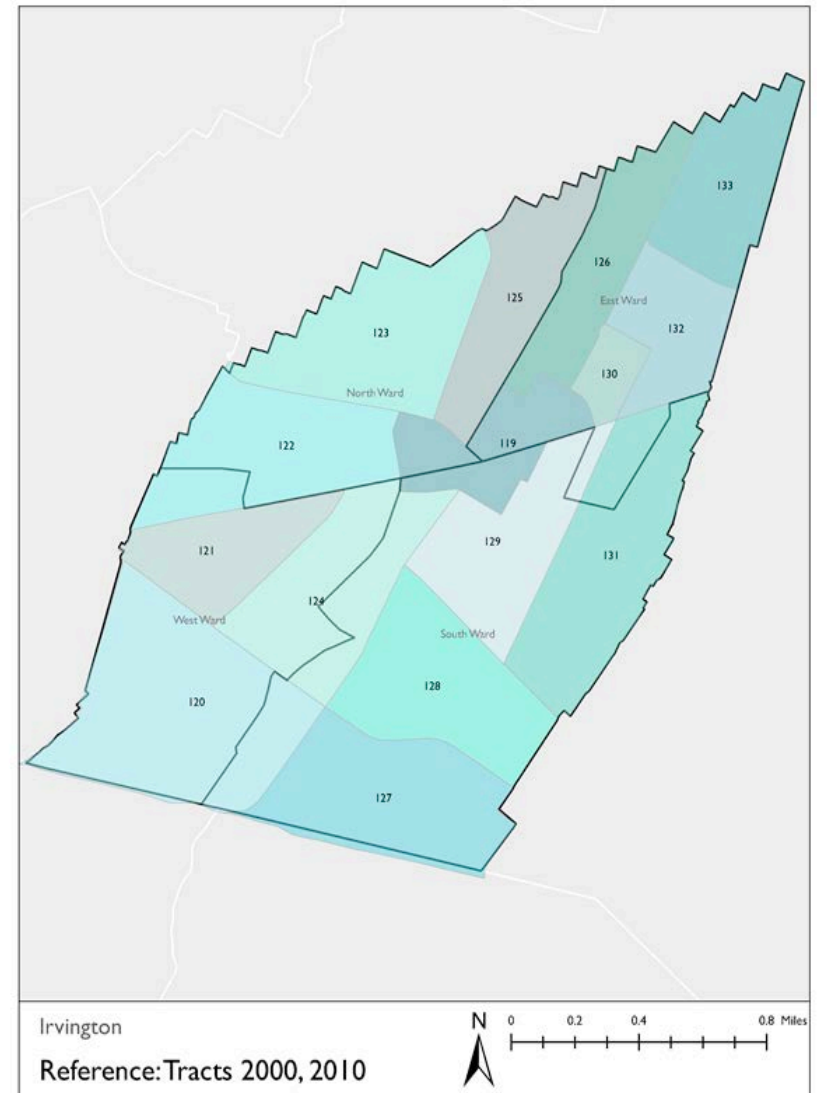 133
126
125
East Ward
123
132
130
North Ward
119
122
129
121
131
124
West Ward
South Ward
128
120
127
Irvington
N
0 0.2 0.4 0.8 Miles
Reference: Tracts 2000, 2010